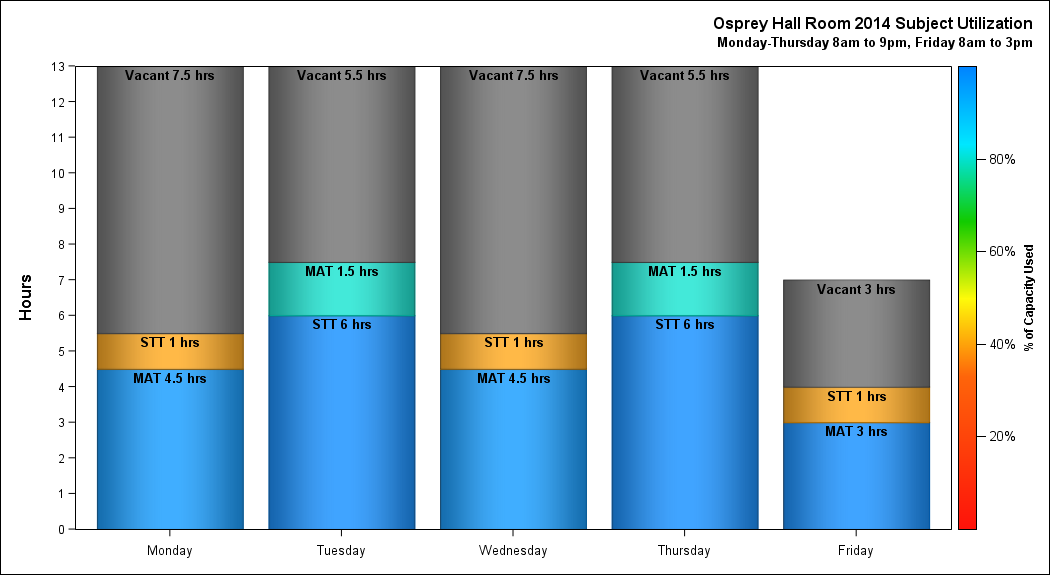 Osprey Hall Room 2014 Subject Utilization
Monday-Thursday 8am to 9pm, Friday 8am to 3pm
Hours
13
12
11
10
9
8
7
6
5
4
3
2
1
0
Vacant 7.5 hrs
STT 1 hrs
MAT 4.5 hrs
Vacant 5.5 hrs
MAT 1.5 hrs
STT 6 hrs
Vacant 7.5 hrs
STT 1 hrs
MAT 4.5 hrs
Vacant 5.5 hrs
MAT 1.5 hrs
STT 6 hrs
Vacant 3 hrs
STT 1 hrs
MAT 3 hrs
Monday
Tuesday
Wednesday
Thursday
Friday
80%
60%
40%
20%
% of Capacity Used